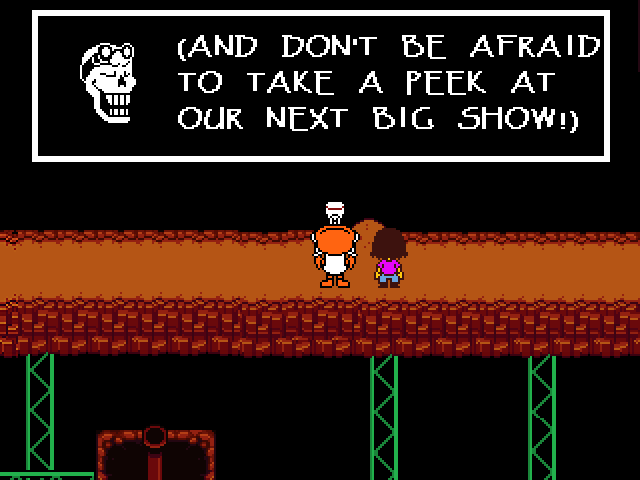 (AND DON'T BE AFRAID
TO TAKE A PEEK AT
OUR NEXT BIG SHOW!)